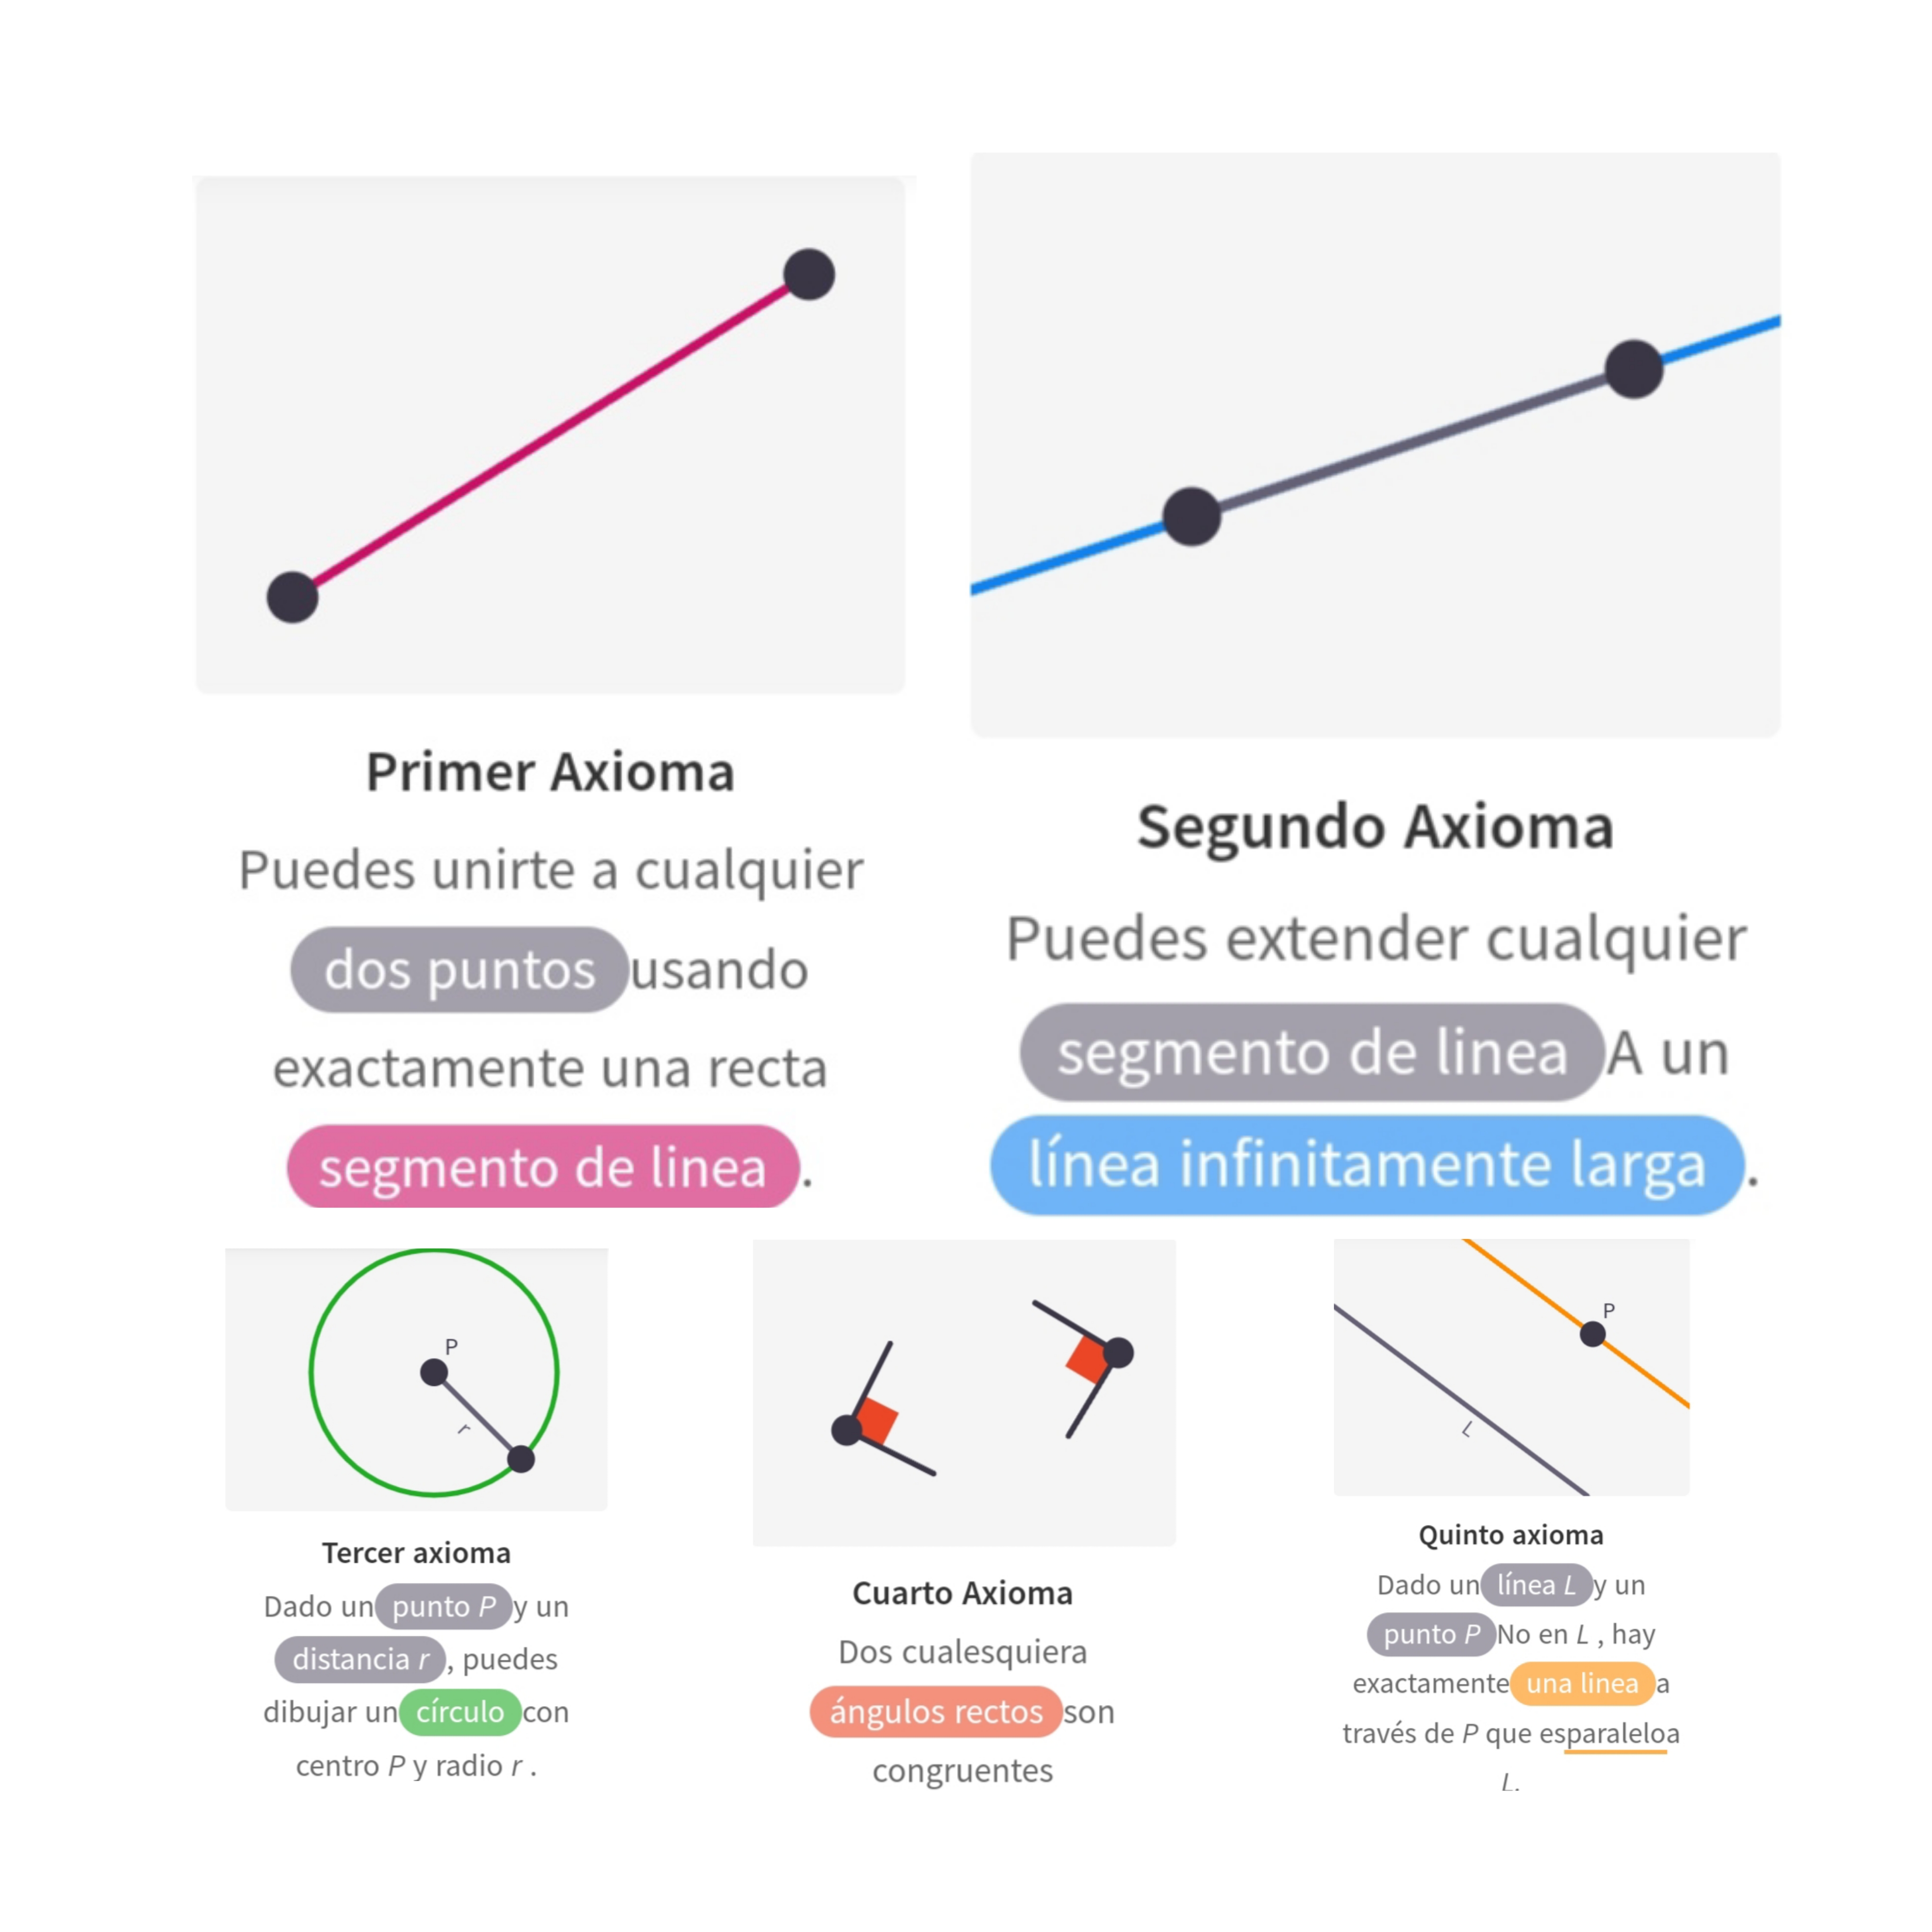 Primer Axioma
Puedes unirte a cualquier
dos puntos usando
exactamente una recta
segmento de linea .
Segundo Axioma
Puedes extender cualquier
segmento de linea A un
línea infinitamente larga .
P
r
Tercer axioma
Dado un punto P y un
distancia r , puedes
dibujar un círculo con
centro P y radio r .
Cuarto Axioma
Dos cualesquiera
ángulos rectos son
congruentes
P
L
Quinto axioma
Dado un línea L y un
punto P No en L , hay
exactamente una linea a
través de P que esparaleloa
L.